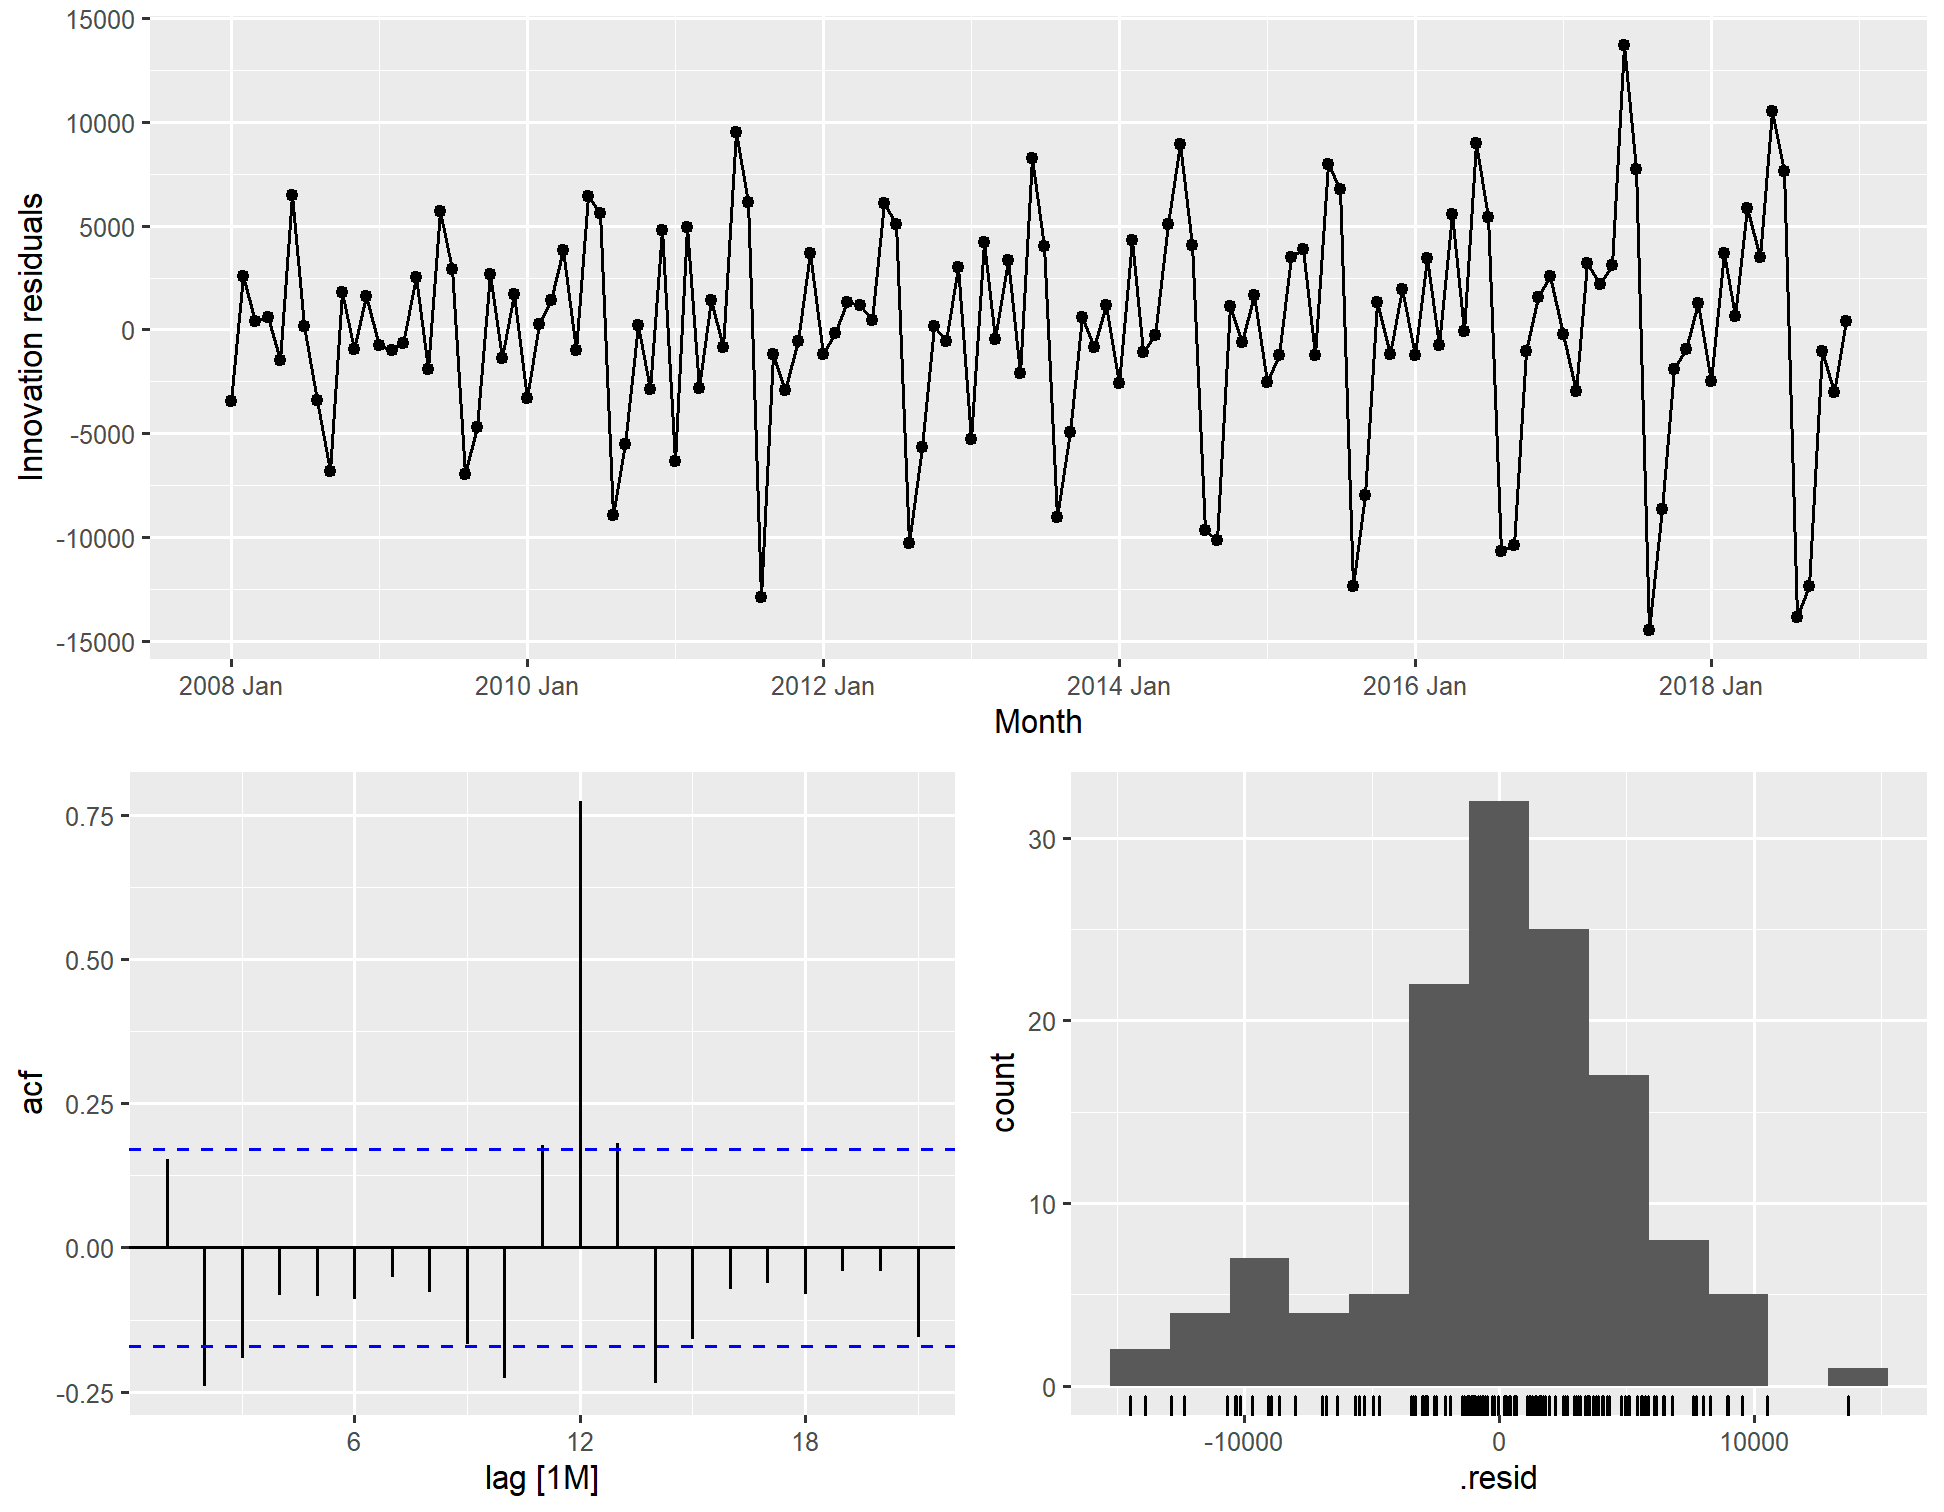 15000
10000
5000
0
-5000
-10000
-15000
Innovation residuals
2008 Jan
2010 Jan
2012 Jan
2014 Jan
2016 Jan
2018 Jan
Month
0.75
0.50
0.25
0.00
-0.25
acf
6
12
18
lag [1M]
30
20
10
0
count
-10000
0
10000
.resid